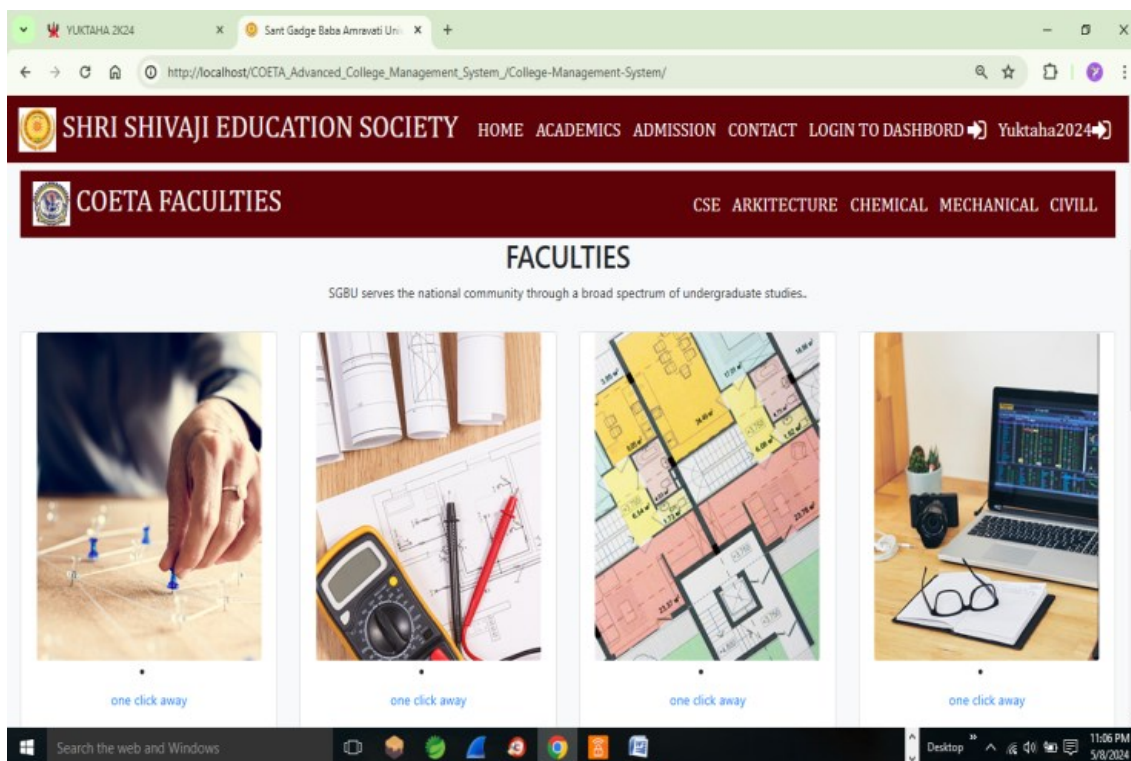 YUKTAHA 2K24
Sant Gadge Baba Amravati Uni
http://localhost/COETA_Advanced_College_Management_System_/College-Management-System/
SHRI SHIVAJI EDUCATION SOCIETY HOME ACADEMICS ADMISSION CONTACT LOGIN TO DASHBORD Yuktaha2024
COETA FACULTIES CSE ARKITECTURE CHEMICAL MECHANICAL CIVILL
FACULTIES
SGBU serves the national community through a broad spectrum of undergraduate studies..
one click away one click away one click away one click away
Search the web and Windows Desktop 11:06 PM
5/8/2024